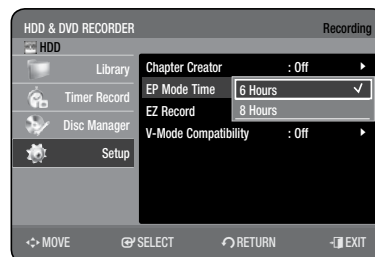 HDD & DVD RECORDER Recording
HDD
Library
Timer Record
Disc Manager
Setup
Chapter Creator : Off
EP Mode Time 6 Hours ✓
8 Hours
EZ Record
V-Mode Compatibility : Off
MOVE SELECT RETURN EXIT